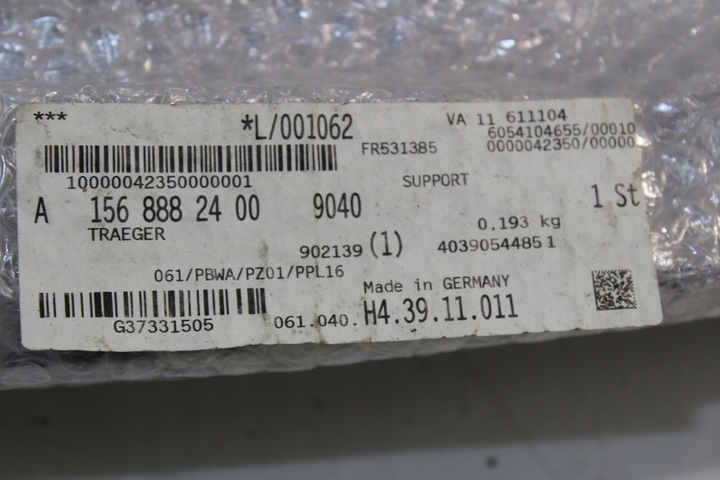 *** *L/001062 VA 11 611104
6054104655/00010
FR531385 0000042350/00000
10000042350000001 SUPPORT
A 156 888 24 00 9040 1 St
TRAEGER 0.193 kg
902139 (1) 40390544851
061/PBWA/PZ01/PPL16
Made in GERMANY
G37331505 061.040. H4.39.11.011